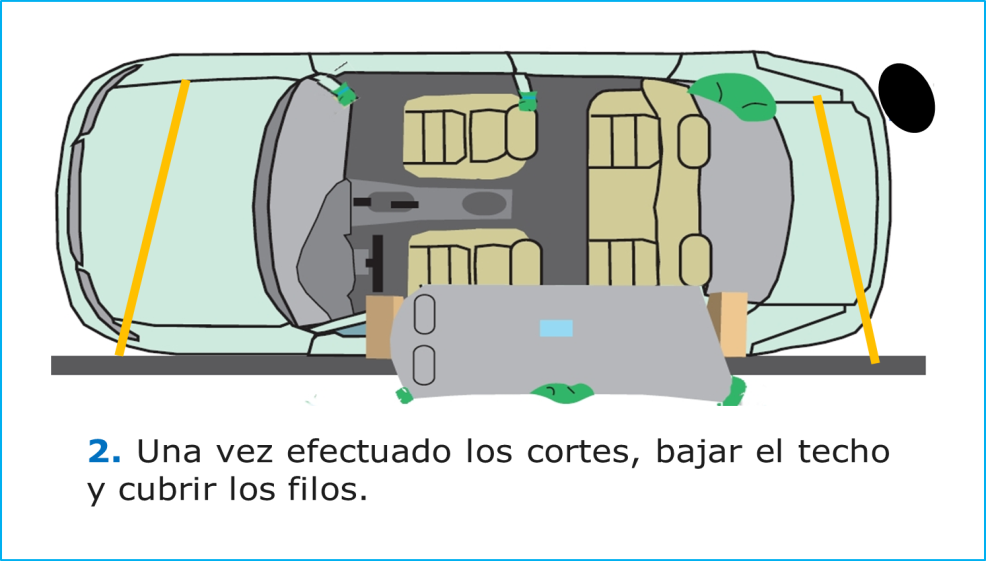 2. Una vez efectuado los cortes, bajar el techo
y cubrir los filos.